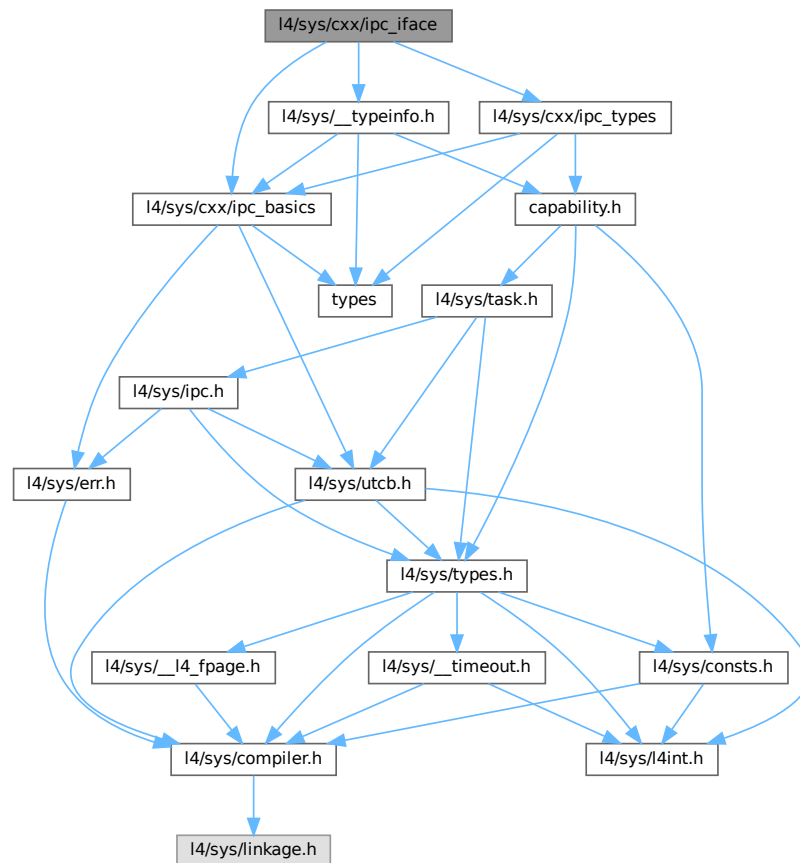 l4/sys/cxx/ipc_iface
l4/sys/__typeinfo.h
l4/sys/cxx/ipc_types
l4/sys/cxx/ipc_basics
capability.h
types
l4/sys/task.h
l4/sys/ipc.h
l4/sys/err.h
l4/sys/utcb.h
l4/sys/types.h
l4/sys/__l4_fpage.h
l4/sys/__timeout.h
l4/sys/consts.h
l4/sys/compiler.h
l4/sys/l4int.h
l4/sys/linkage.h